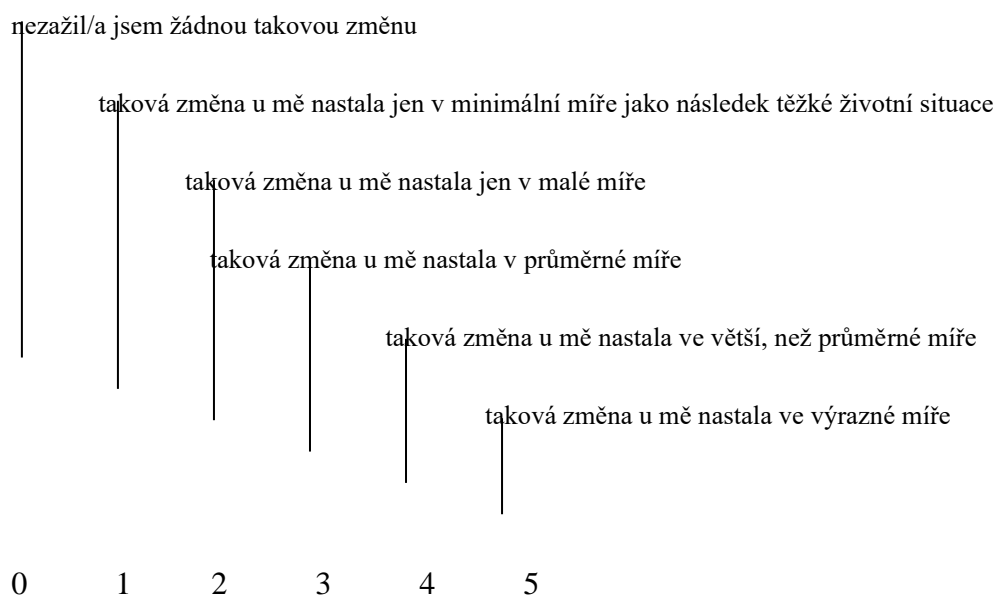 nezažil/a jsem žádnou takovou změnu
taková změna u mě nastala jen v minimální míře jako následek těžké životní situace
taková změna u mě nastala jen v malé míře
taková změna u mě nastala v průměrné míře
taková změna u mě nastala ve větší, než průměrné míře
taková změna u mě nastala ve výrazné míře
0 1 2 3 4 5